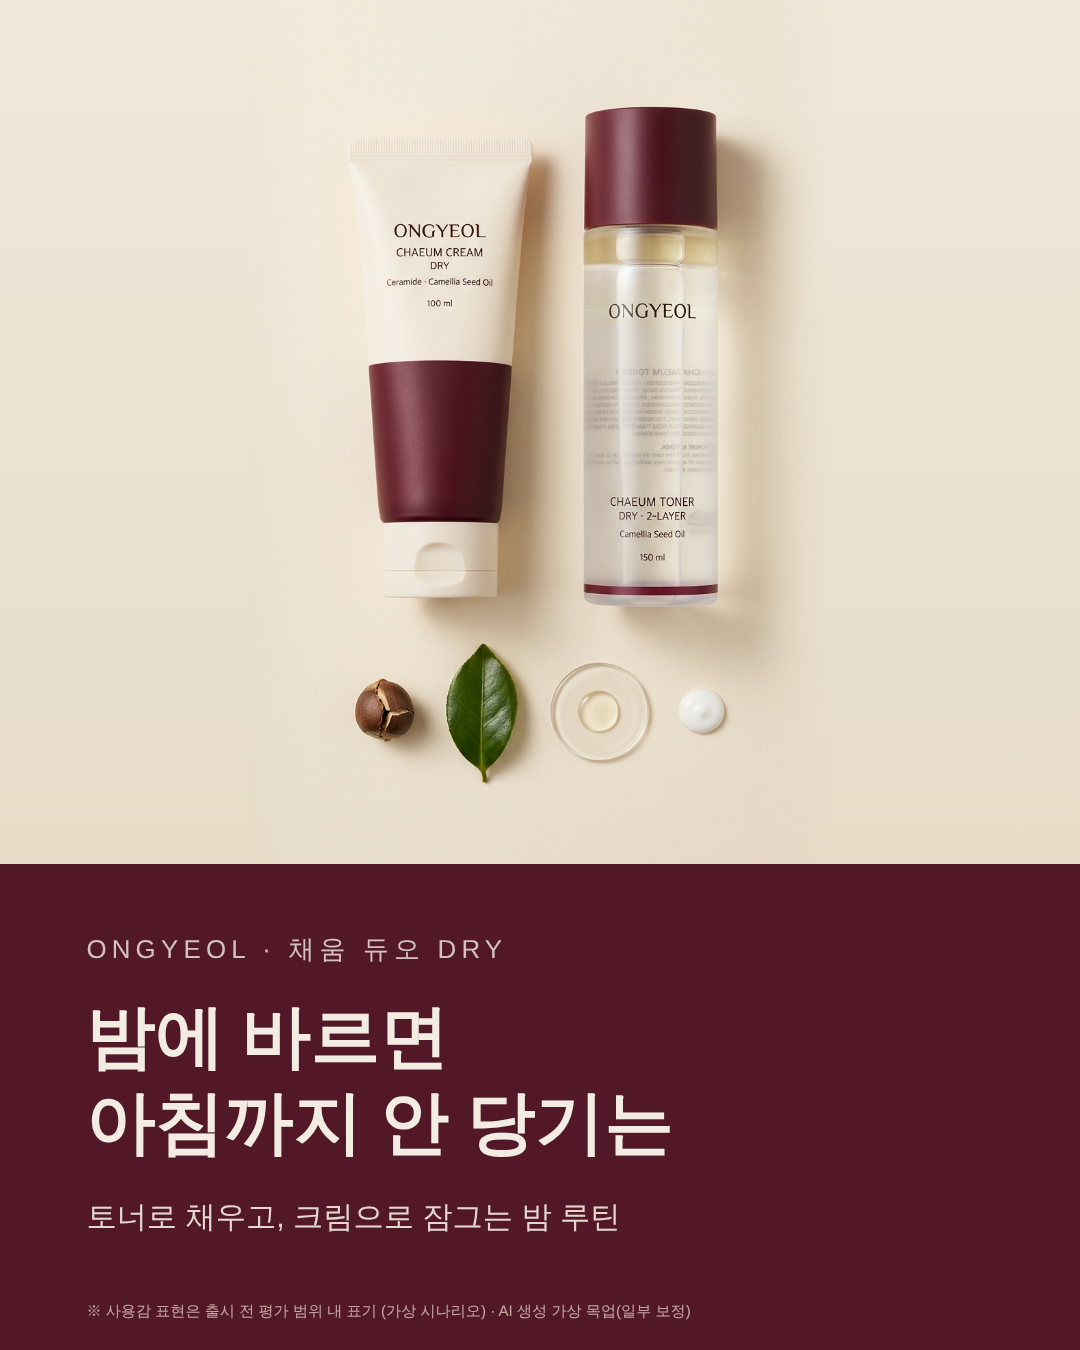 ONGYEOL
CHAEUM CREAM
DRY
Ceramide · Camellia Seed Oil
100 ml
ONGYEOL
CHAEUM TONER
DRY · 2-LAYER
Camellia Seed Oil
150 ml
ONGYEOL · 채움 듀오 DRY
밤에 바르면
아침까지 안 당기는
토너로 채우고, 크림으로 잠그는 밤 루틴
※ 사용감 표현은 출시 전 평가 범위 내 표기 (가상 시나리오) · AI 생성 가상 목업(일부 보정)